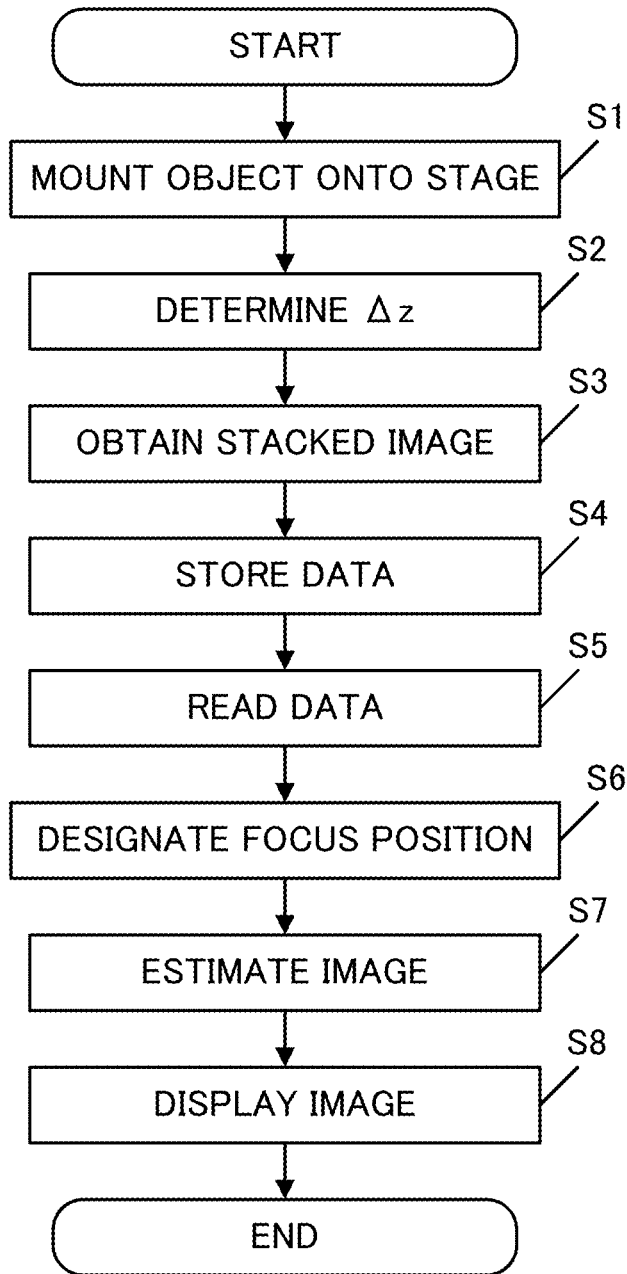 START
S1
MOUNT OBJECT ONTO STAGE
S2
DETERMINE Δz
S3
OBTAIN STACKED IMAGE
S4
STORE DATA
S5
READ DATA
S6
DESIGNATE FOCUS POSITION
S7
ESTIMATE IMAGE
S8
DISPLAY IMAGE
END